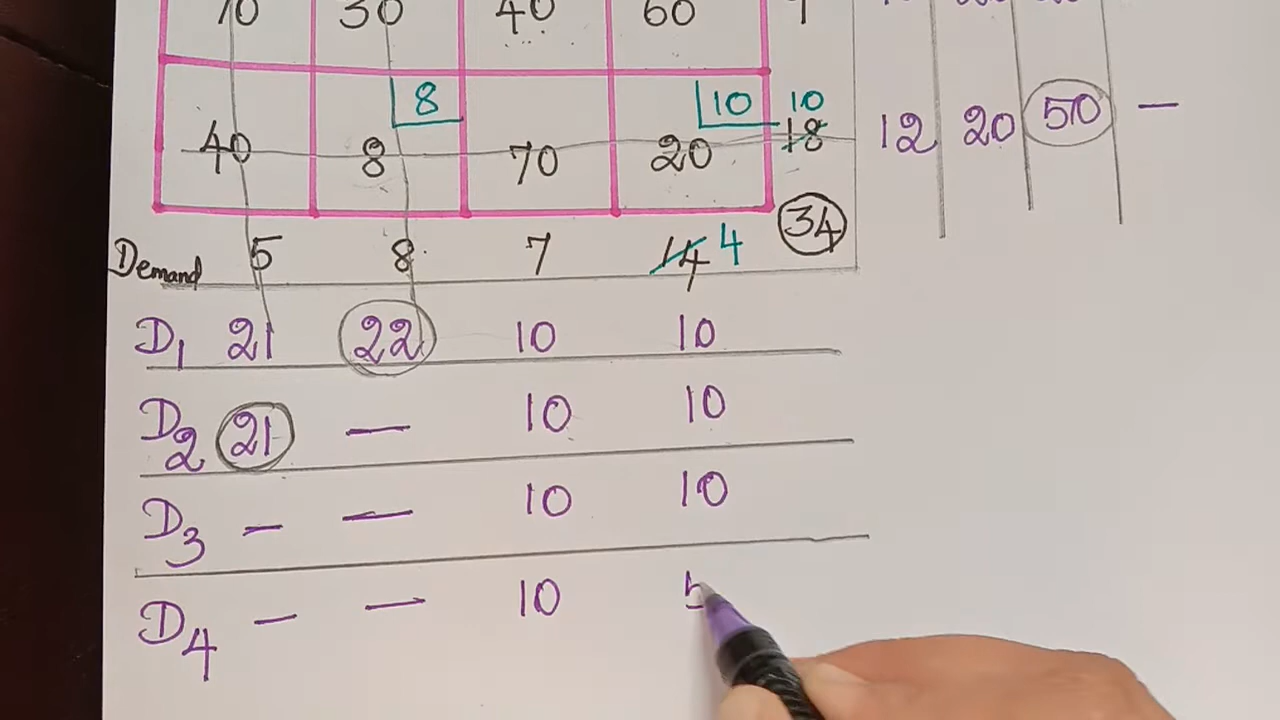 70 30 40 60
8 10 10
40 8 70 20 18 12 20 50 —
34
Demand 5 8 7 14 4
D1 21 22 10 10
D2 21 — 10 10
D3 — — 10 10
D4 — — 10